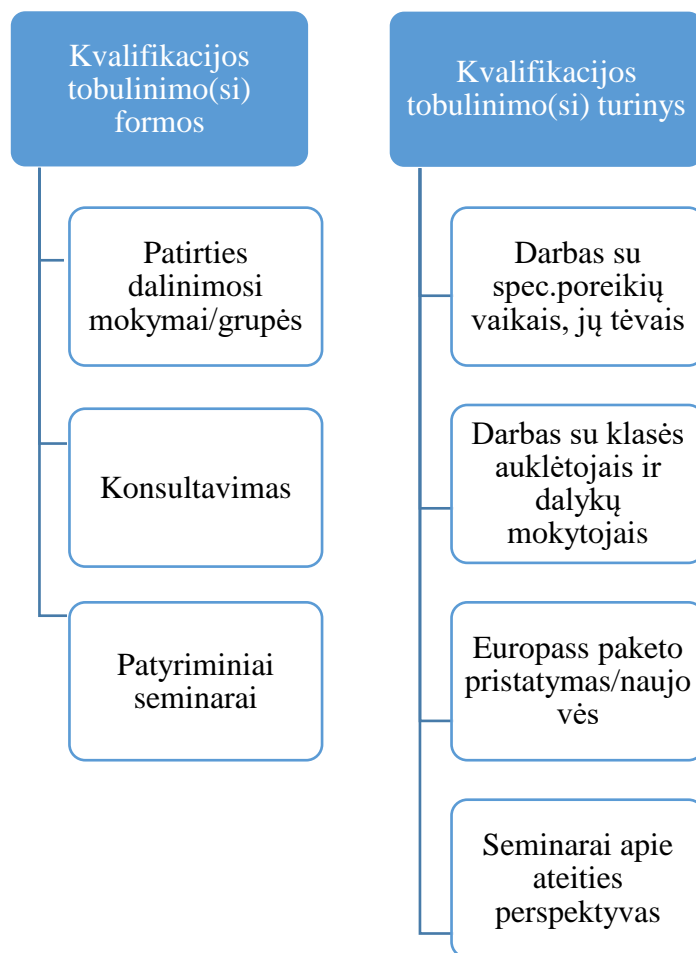 Kvalifikacijos
tobulinimo(si)
formos
Patirties
dalinimosi
mokymai/grupės
Konsultavimas
Patyriminiai
seminarai
Kvalifikacijos
tobulinimo(si) turinys
Darbas su
spec.poreikių
vaikais, jų tėvais
Darbas su klasės
auklėtojais ir
dalykų
mokytojais
Europass paketo
pristatymas/naujo
vės
Seminarai apie
ateities
perspektyvas